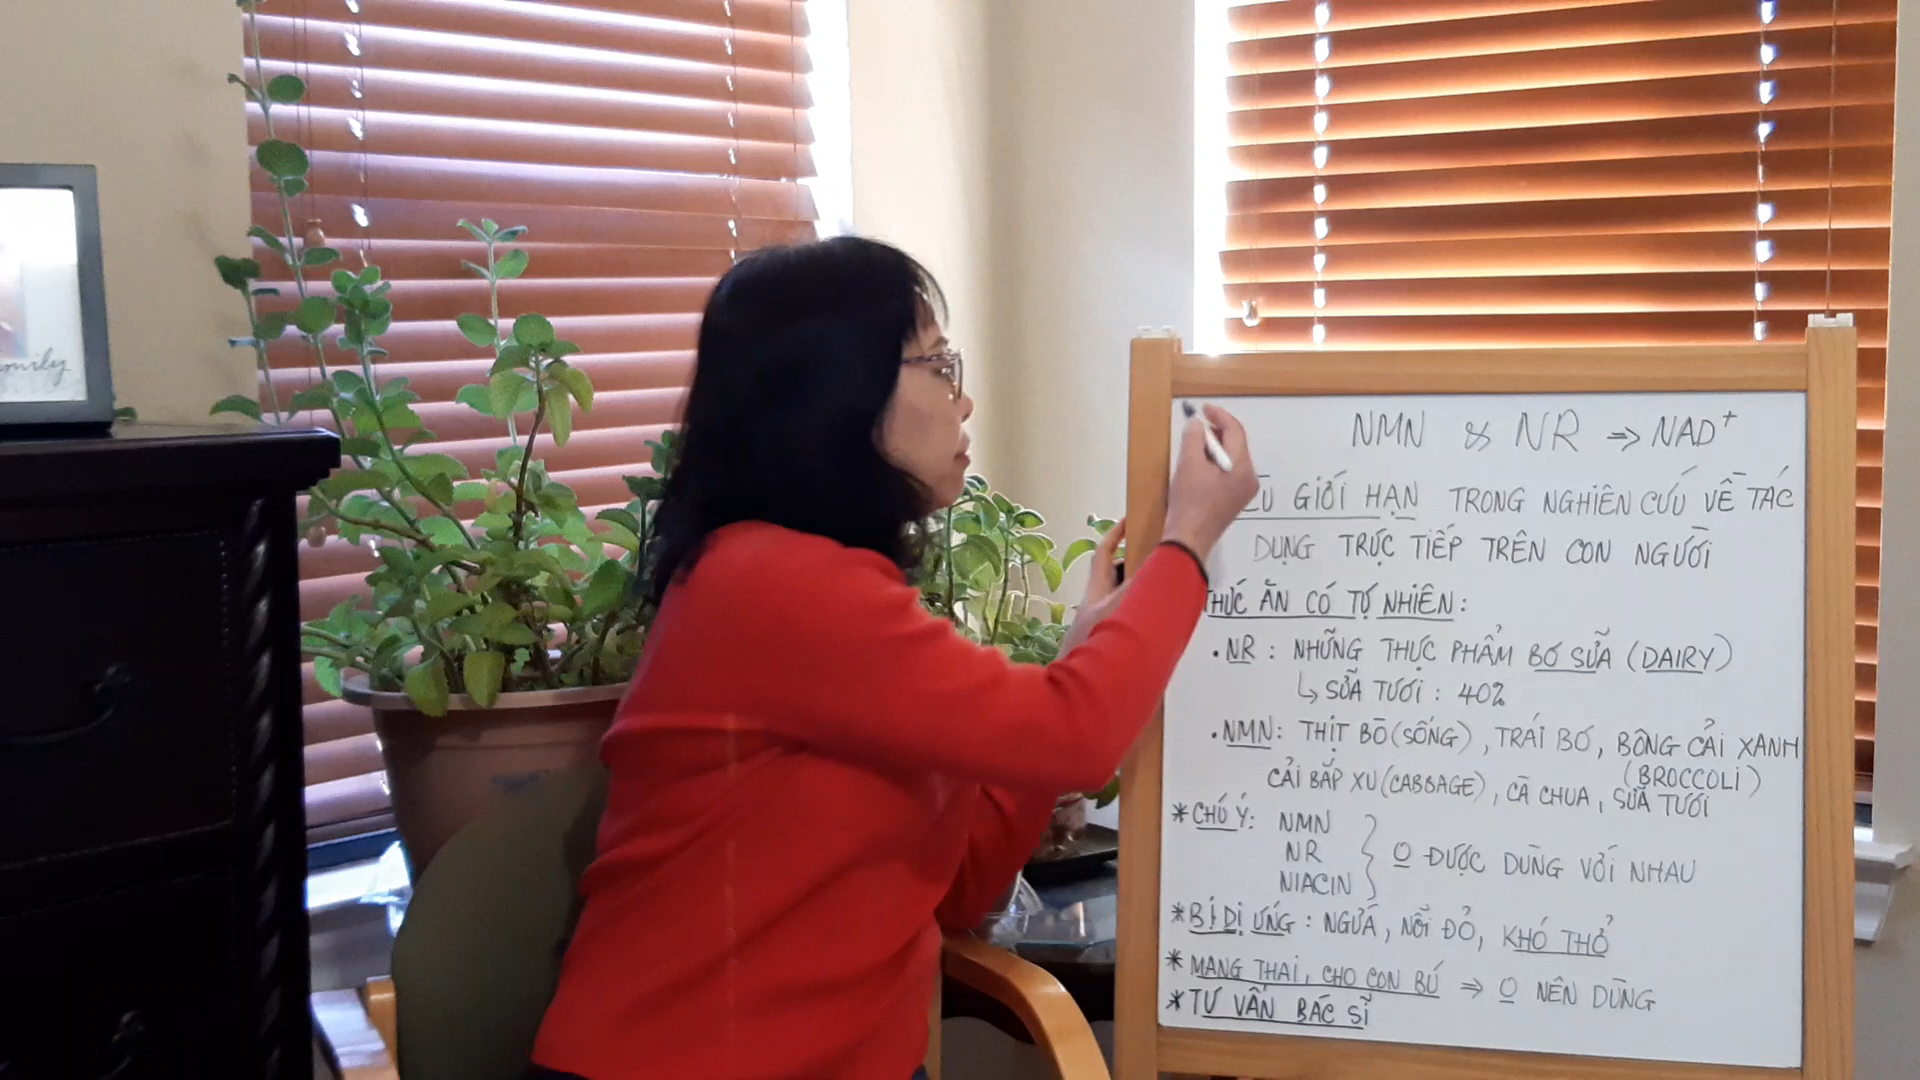 mily
NMN & NR ⇒ NAD⁺
GIỚI HẠN TRONG NGHIÊN CỨU VỀ TÁC
DỤNG TRỰC TIẾP TRÊN CON NGƯỜI
THỨC ĂN CÓ TỰ NHIÊN:
• NR : NHỮNG THỰC PHẨM BƠ SỮA (DAIRY)
↳ SỮA TƯƠI : 40%
• NMN: THỊT BÒ (SỐNG), TRÁI BƠ, BÔNG CẢI XANH
(BROCCOLI)
CẢI BẮP XU (CABBAGE), CÀ CHUA, SỮA TƯƠI
* CHÚ Ý: NMN
NR } O ĐƯỢC DÙNG VỚI NHAU
NIACIN
* BỊ DỊ ỨNG : NGỨA, NỔI ĐỎ, KHÓ THỞ
* MANG THAI, CHO CON BÚ ⇒ O NÊN DÙNG
* TƯ VẤN BÁC SĨ